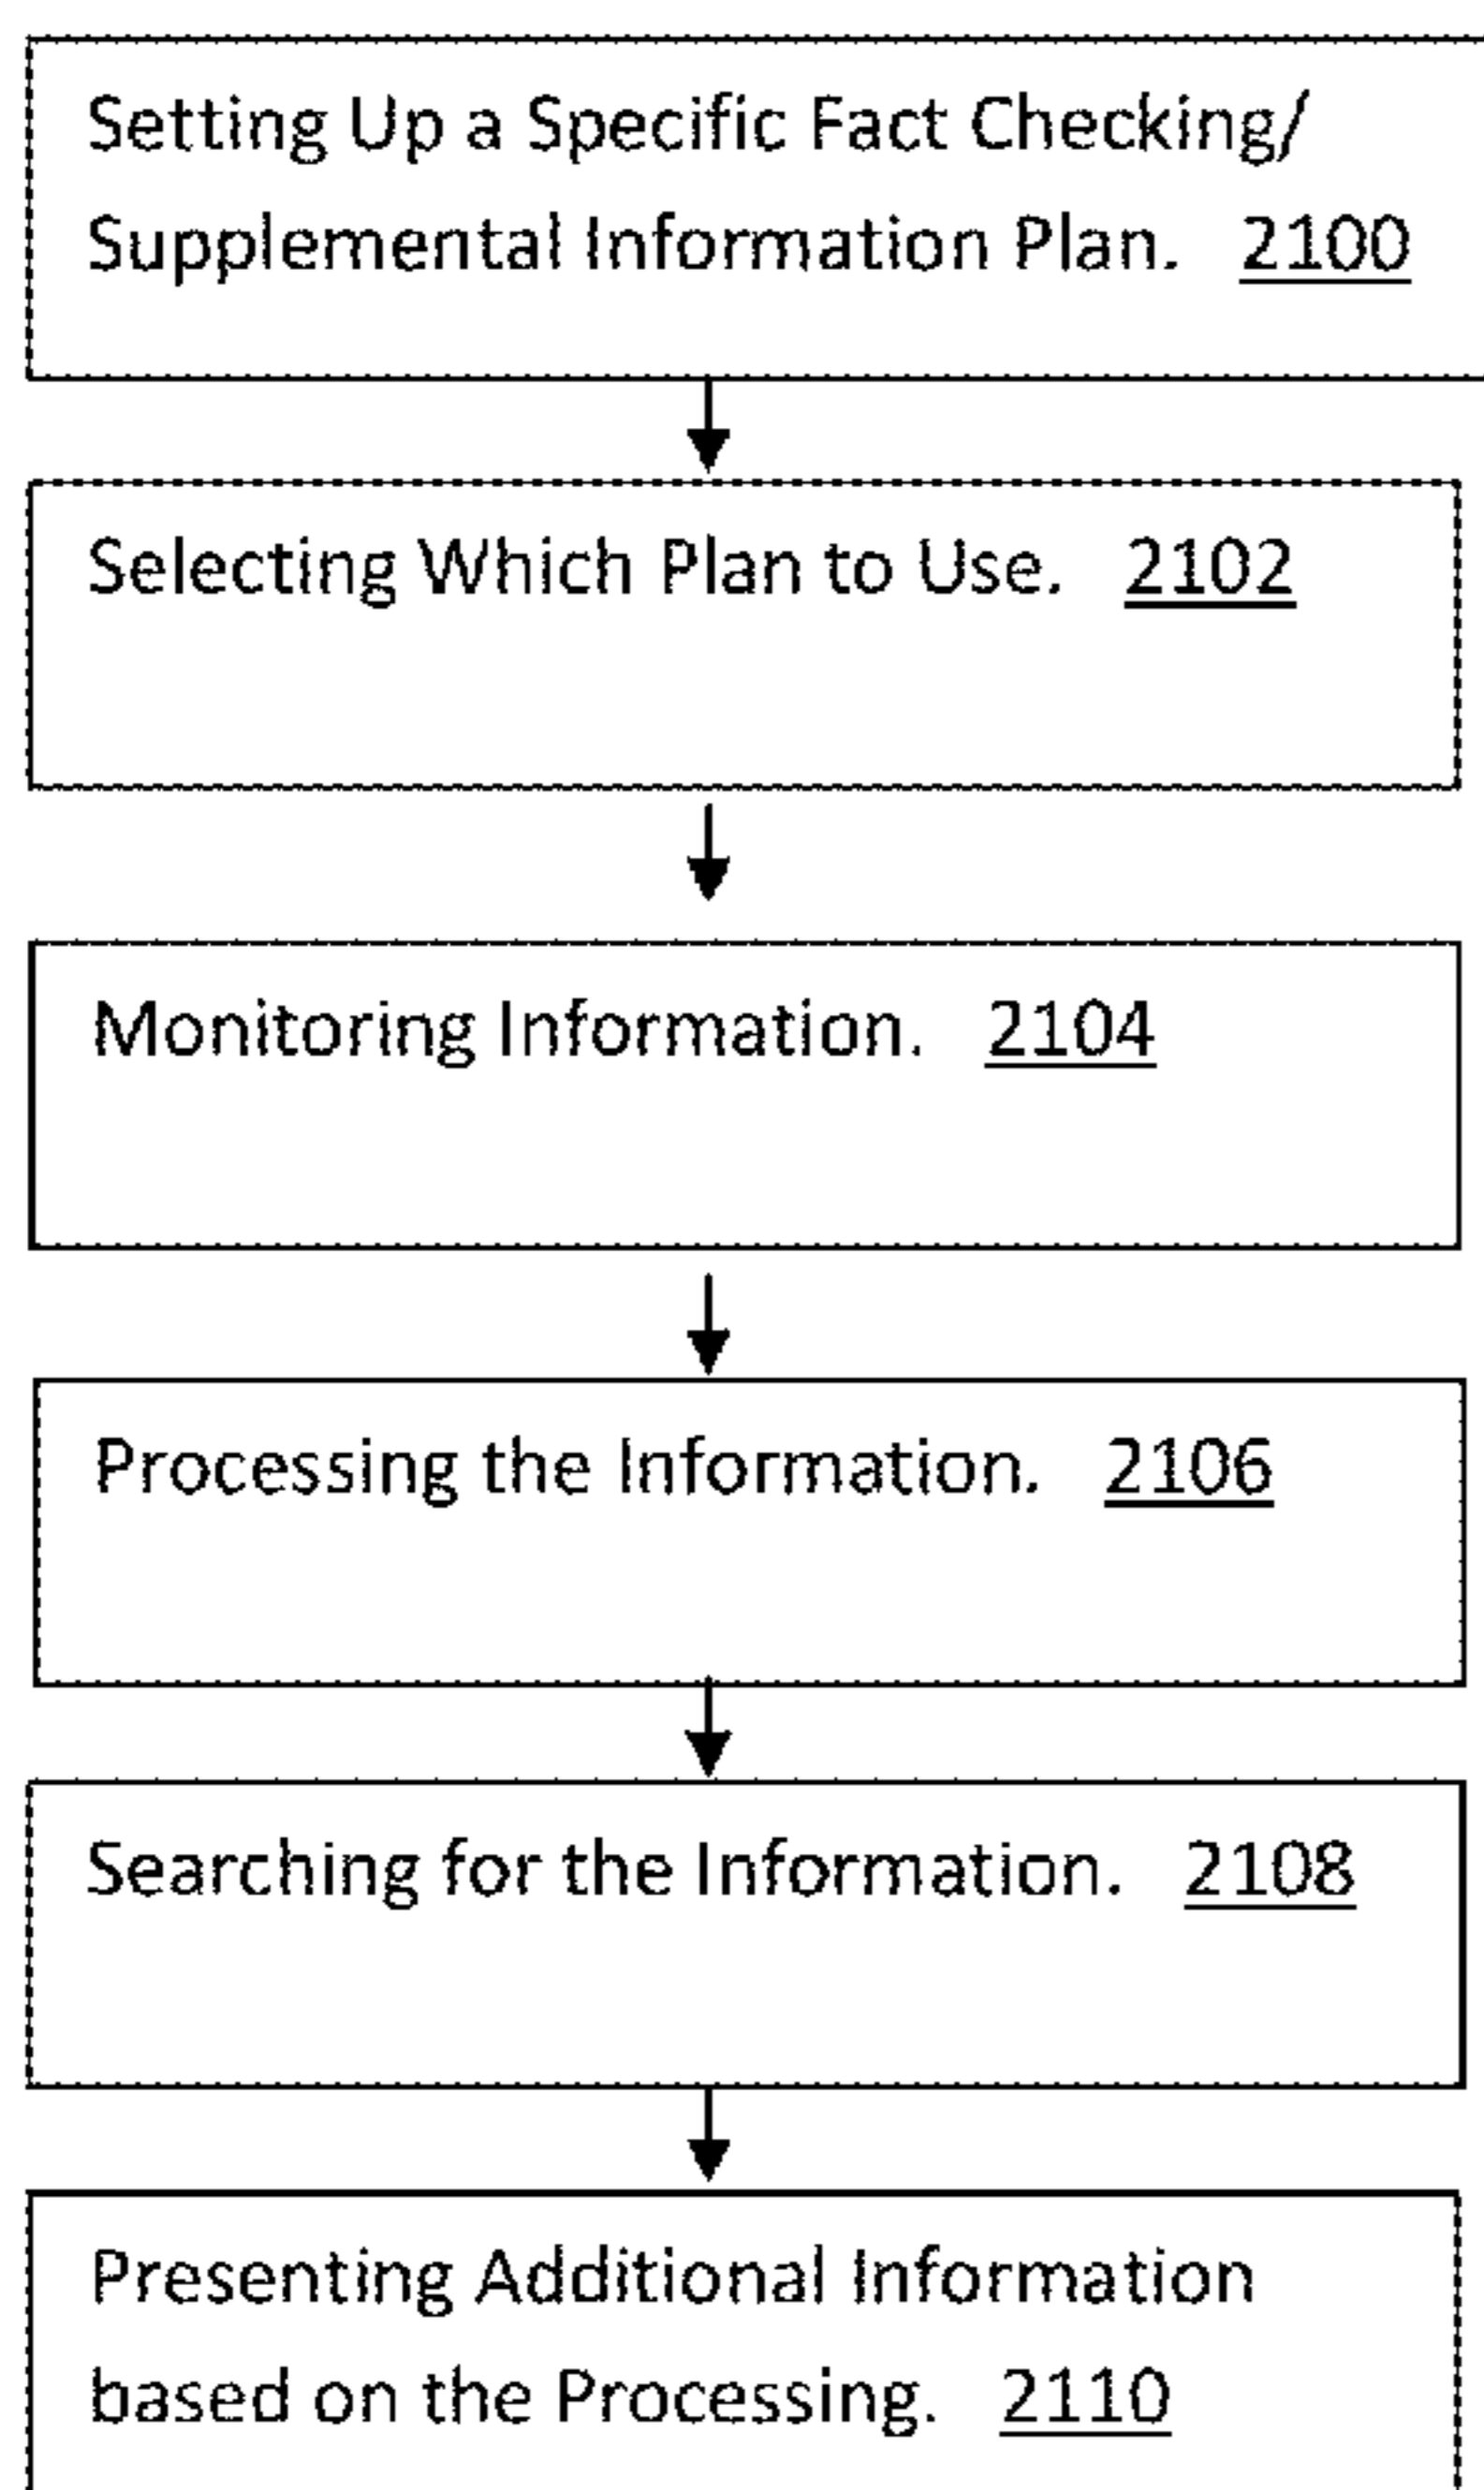 Setting Up a Specific Fact Checking/
Supplemental Information Plan. 2100
Selecting Which Plan to Use. 2102
Monitoring Information. 2104
Processing the Information. 2106
Searching for the Information. 2108
Presenting Additional Information
based on the Processing. 2110